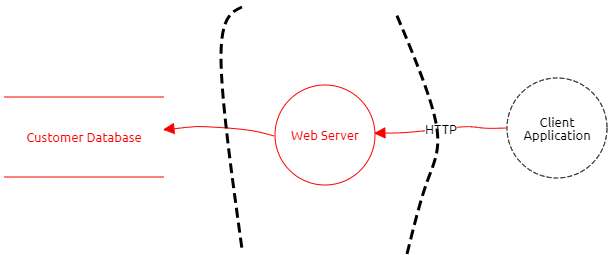 Customer Database
Web Server
HTTP
Client
Application